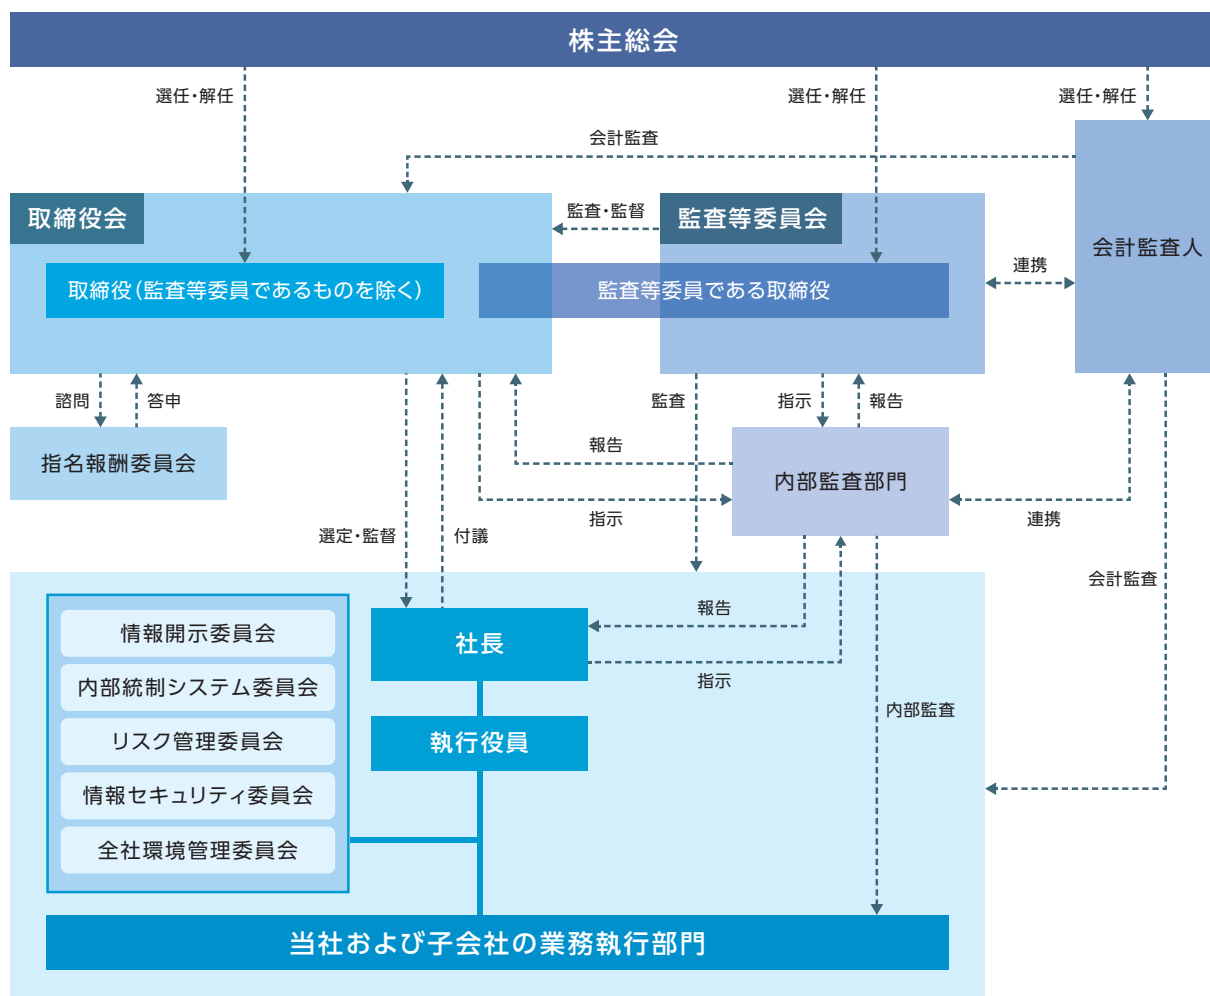 株主総会
選任・解任
選任・解任
選任・解任
会計監査
取締役会
監査・監督
監査等委員会
会計監査人
連携
取締役（監査等委員であるものを除く）
監査等委員である取締役
諮問
答申
監査
指示
報告
指名報酬委員会
報告
内部監査部門
指示
連携
選定・監督
付議
会計監査
報告
情報開示委員会
社長
内部統制システム委員会
指示
内部監査
リスク管理委員会
執行役員
情報セキュリティ委員会
全社環境管理委員会
当社および子会社の業務執行部門